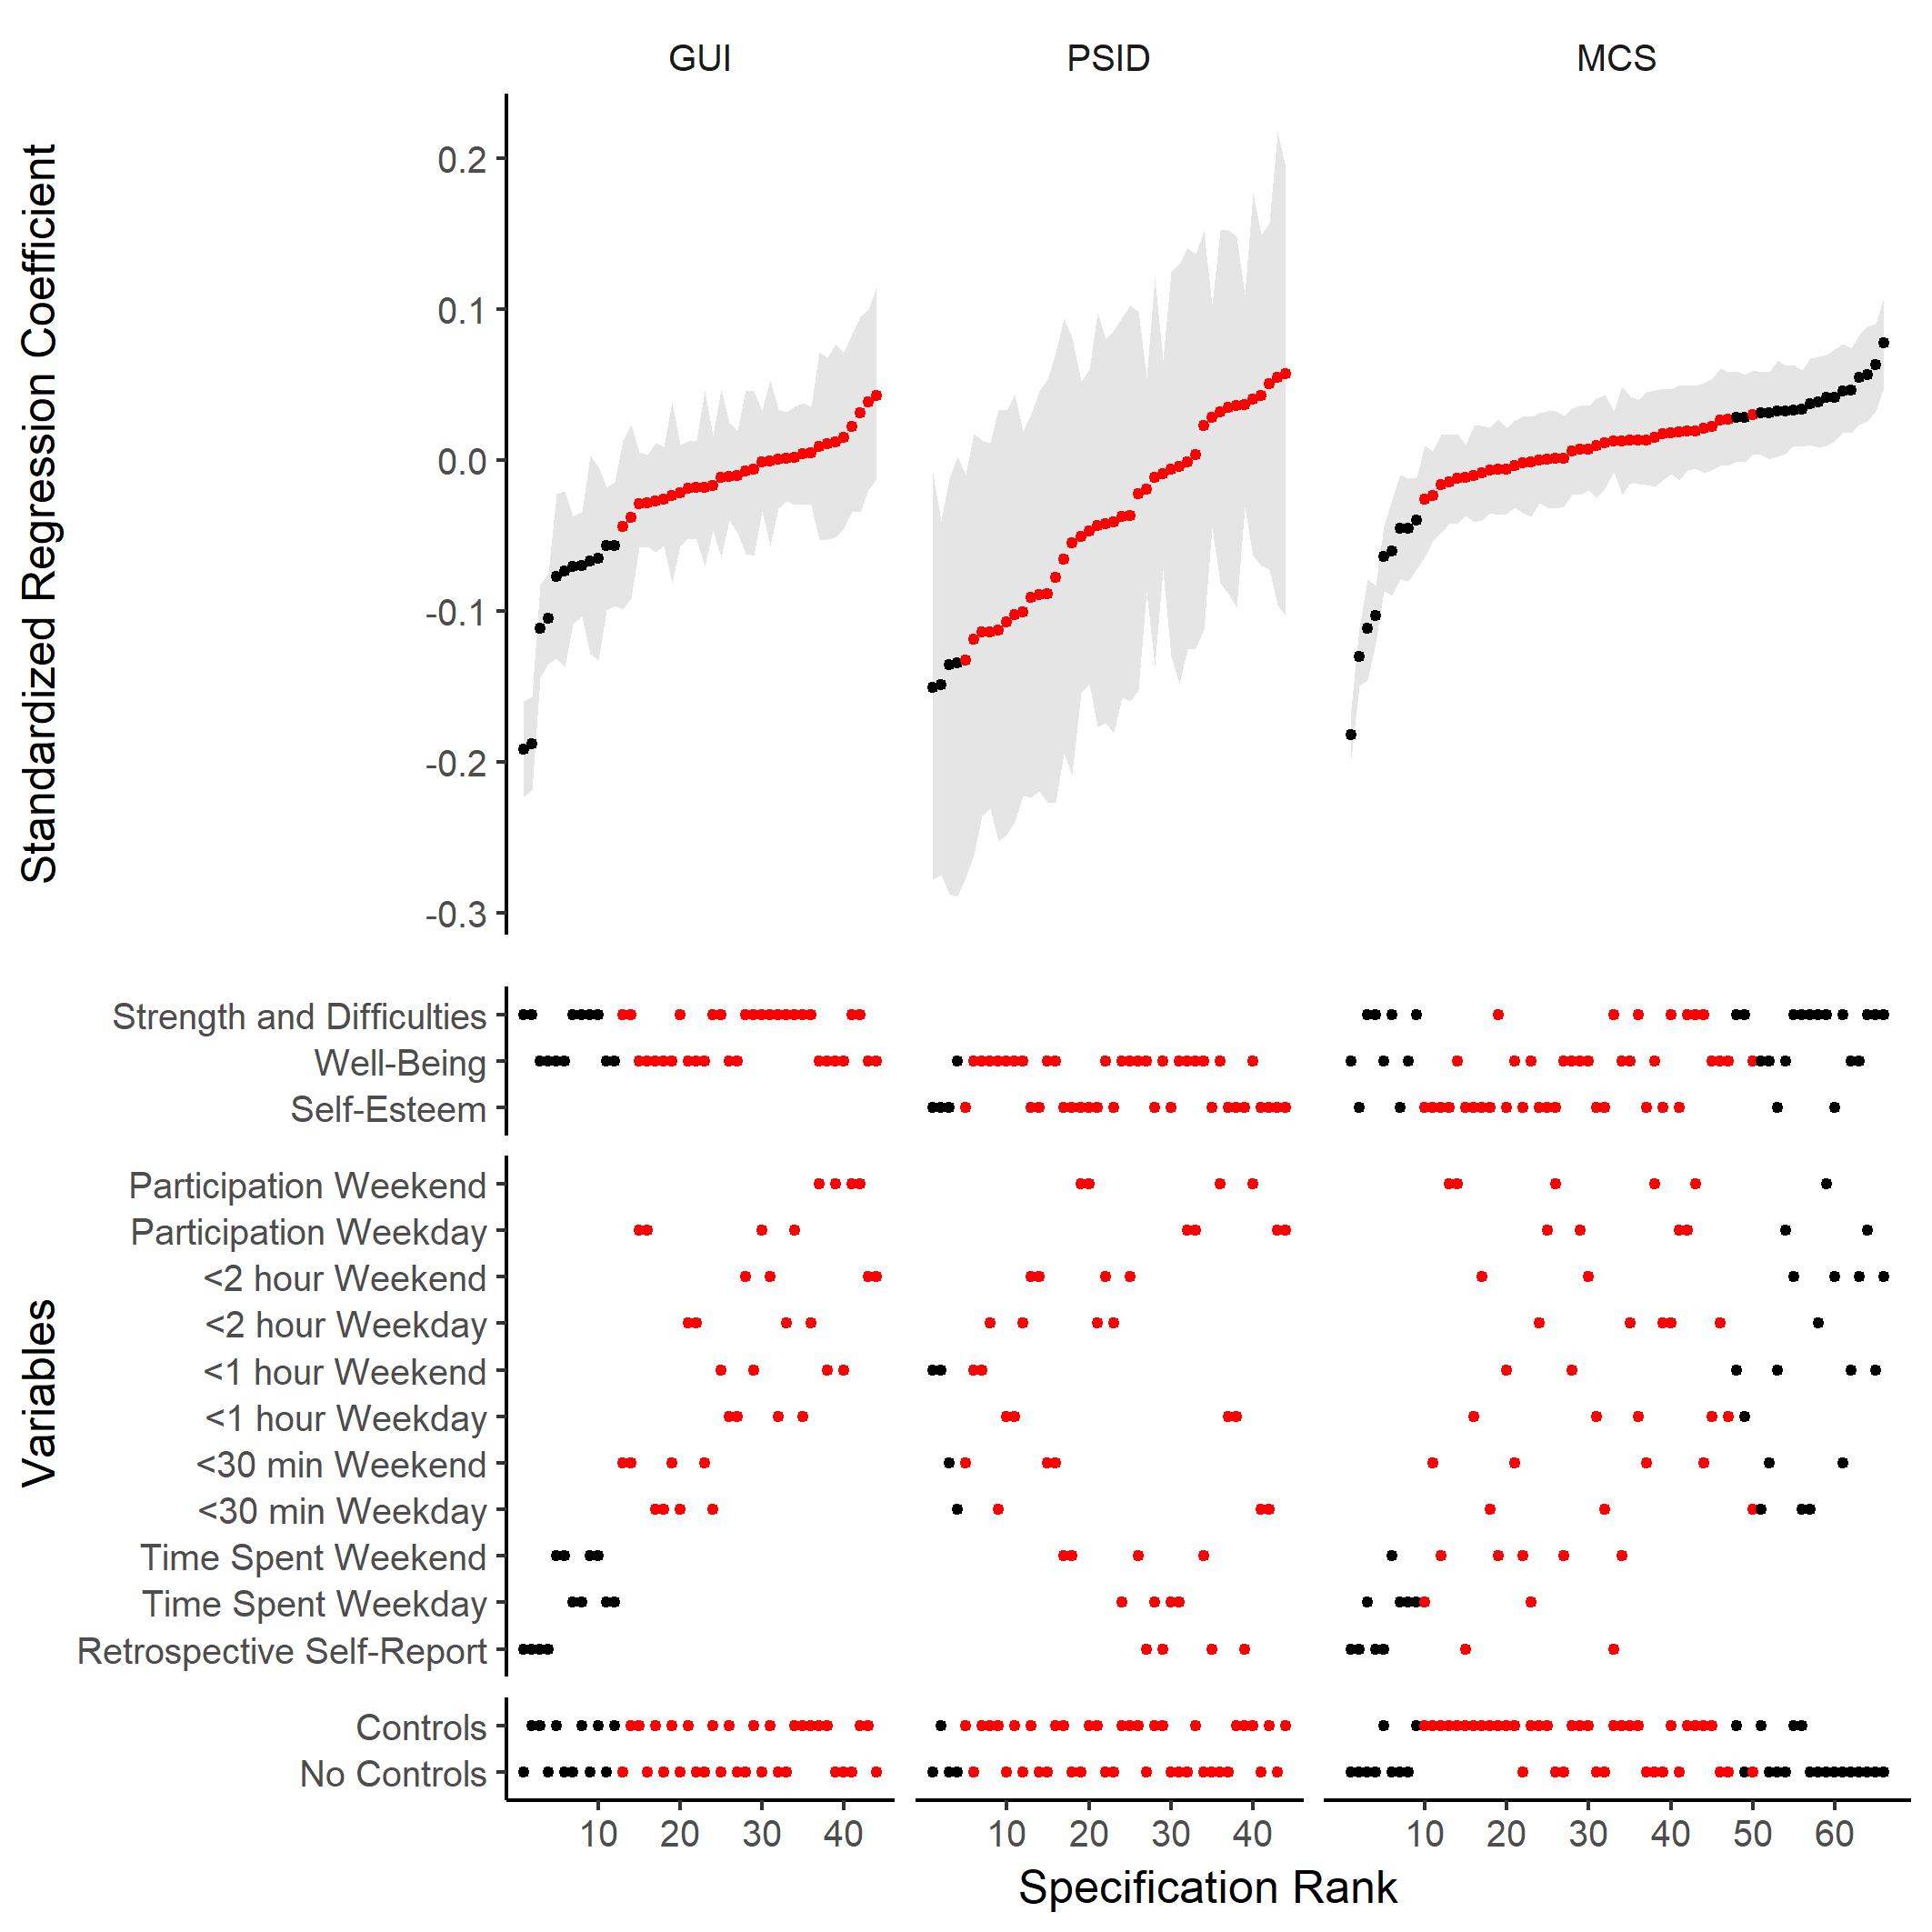 GUI PSID MCS
Standardized Regression Coefficient
0.2
0.1
0.0
-0.1
-0.2
-0.3
Strength and Difficulties
Well-Being
Self-Esteem
Variables
Participation Weekend
Participation Weekday
<2 hour Weekend
<2 hour Weekday
<1 hour Weekend
<1 hour Weekday
<30 min Weekend
<30 min Weekday
Time Spent Weekend
Time Spent Weekday
Retrospective Self-Report
Controls
No Controls
10 20 30 40 10 20 30 40 10 20 30 40 50 60
Specification Rank